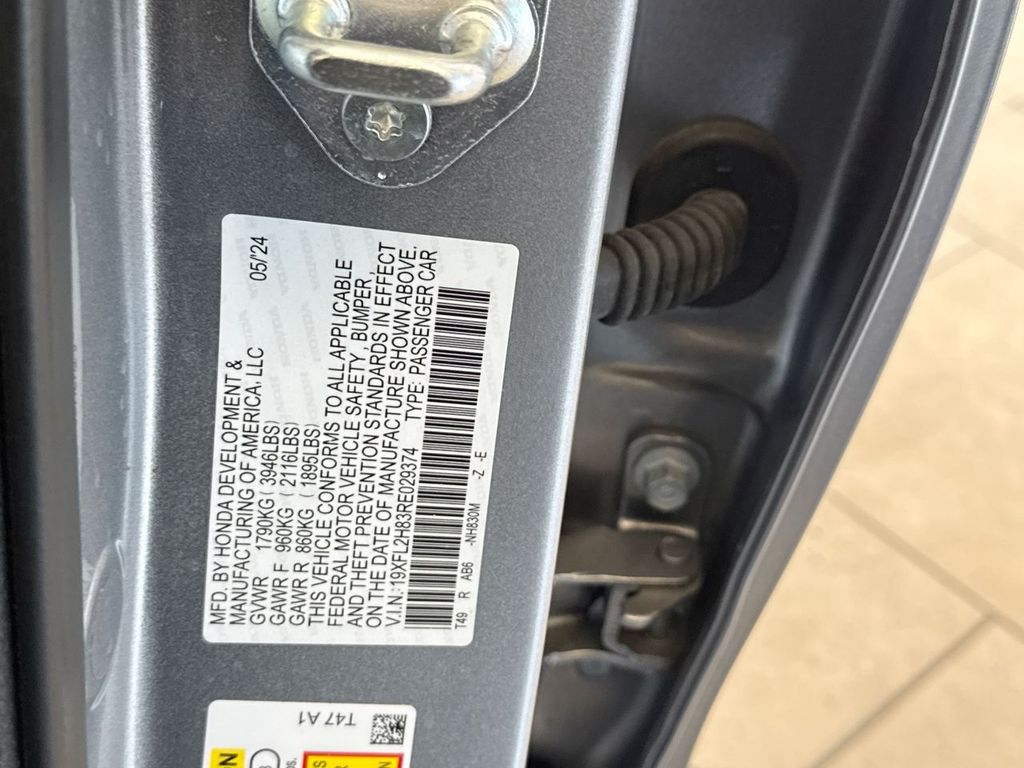 MFD. BY HONDA DEVELOPMENT &
MANUFACTURING OF AMERICA, LLC 05/'24
GVWR 1790KG ( 3946LBS)
GAWR F 960KG ( 2116LBS)
GAWR R 860KG ( 1895LBS)
THIS VEHICLE CONFORMS TO ALL APPLICABLE
FEDERAL MOTOR VEHICLE SAFETY, BUMPER,
AND THEFT PREVENTION STANDARDS IN EFFECT
ON THE DATE OF MANUFACTURE SHOWN ABOVE.
V.I.N.:19XFL2H83RE029374 TYPE: PASSENGER CAR
T49 R AB6 -NH830M -Z -E
T47 A1